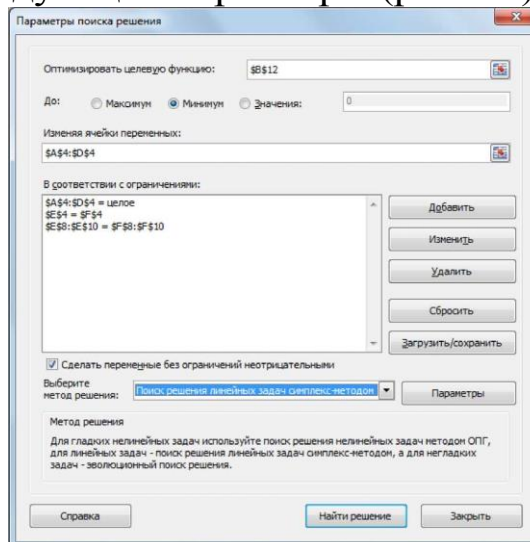 Параметры поиска решения
Оптимизировать целевую функцию:
$B$12
До:
Максимум
Минимум
Значения:
0
Изменяя ячейки переменных:
$A$4:$D$4
В соответствии с ограничениями:
$A$4:$D$4 = целое
$E$4 = $F$4
$E$8:$E$10 = $F$8:$F$10
Добавить
Изменить
Удалить
Сбросить
Загрузить/сохранить
Сделать переменные без ограничений неотрицательными
Выберите
метод решения:
Поиск решения линейных задач симплекс-методом
Параметры
Метод решения
Для гладких нелинейных задач используйте поиск решения нелинейных задач методом ОПГ,
для линейных задач - поиск решения линейных задач симплекс-методом, а для негладких
задач - эволюционный поиск решения.
Справка
Найти решение
Закрыть